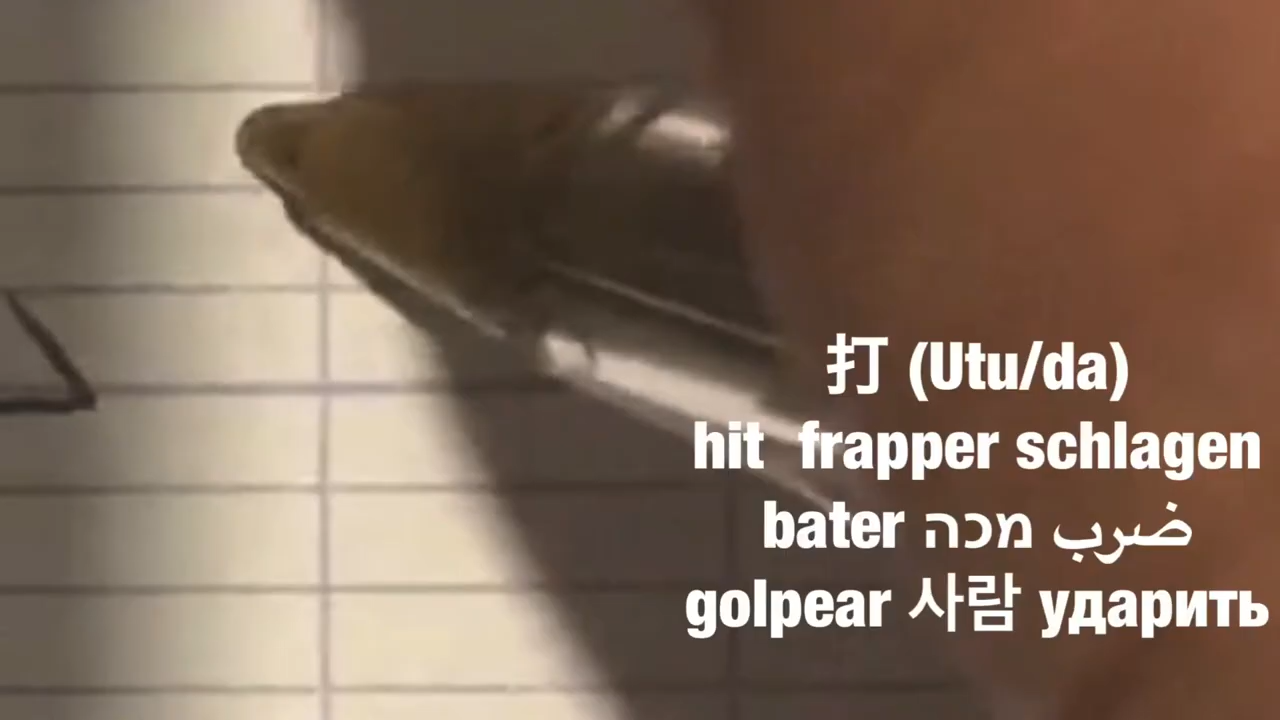 打 (Utu/da)
hit frapper schlagen
bater מכה ضرب
golpear 사람 ударить